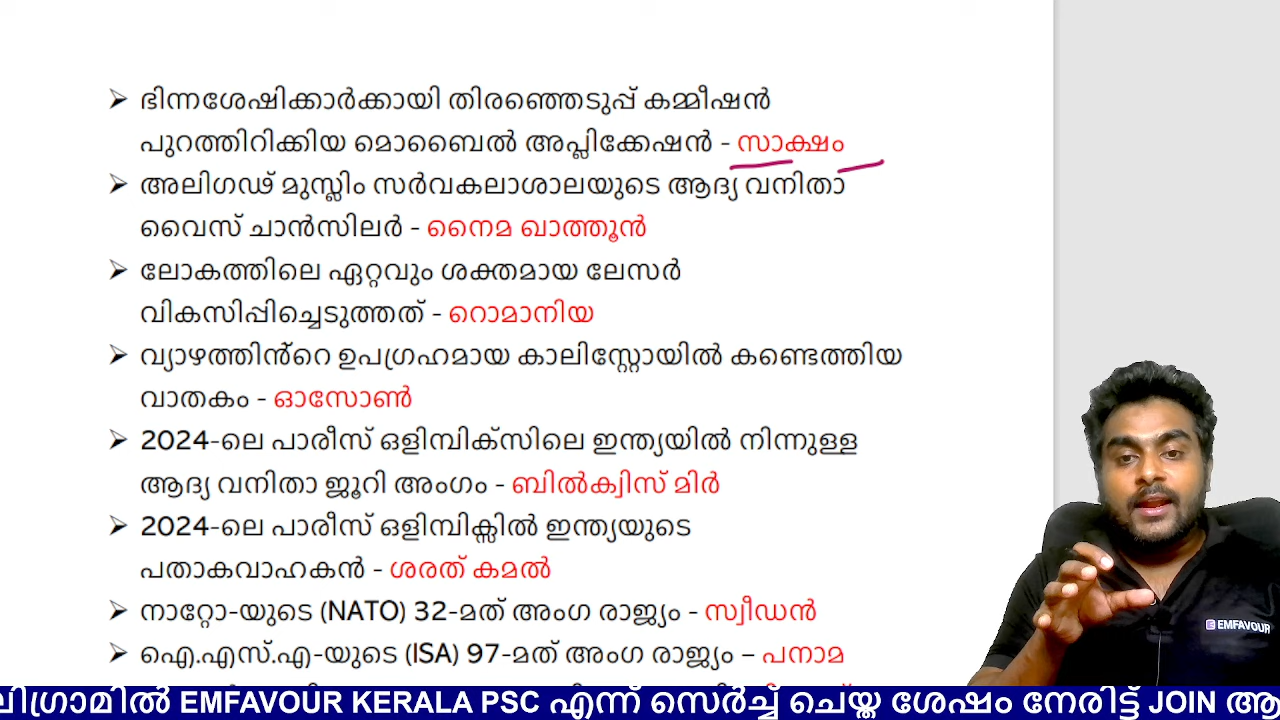 ➢ ഭിന്നശേഷിക്കാർക്കായി തിരഞ്ഞെടുപ്പ് കമ്മീഷൻ
പുറത്തിറിക്കിയ മൊബൈൽ അപ്ലിക്കേഷൻ - സാക്ഷം
➢ അലിഗഢ് മുസ്ലിം സർവകലാശാലയുടെ ആദ്യ വനിതാ
വൈസ് ചാൻസിലർ - നൈമ ഖാത്തൂൻ
➢ ലോകത്തിലെ ഏറ്റവും ശക്തമായ ലേസർ
വികസിപ്പിച്ചെടുത്തത് - റൊമാനിയ
➢ വ്യാഴത്തിൻറെ ഉപഗ്രഹമായ കാലിസ്റ്റോയിൽ കണ്ടെത്തിയ
വാതകം - ഓസോൺ
➢ 2024-ലെ പാരീസ് ഒളിമ്പിക്സിലെ ഇന്ത്യയിൽ നിന്നുള്ള
ആദ്യ വനിതാ ജൂറി അംഗം - ബിൽക്വിസ് മിർ
➢ 2024-ലെ പാരീസ് ഒളിമ്പിക്സിൽ ഇന്ത്യയുടെ
പതാകവാഹകൻ - ശരത് കമൽ
➢ നാറ്റോ-യുടെ (NATO) 32-മത് അംഗ രാജ്യം - സ്വീഡൻ
➢ ഐ.എസ്.എ-യുടെ (ISA) 97-മത് അംഗ രാജ്യം – പനാമ
EMFAVOUR
ലിഗ്രാമിൽ EMFAVOUR KERALA PSC എന്ന് സെർച്ച് ചെയ്ത ശേഷം നേരിട്ട് JOIN ആ